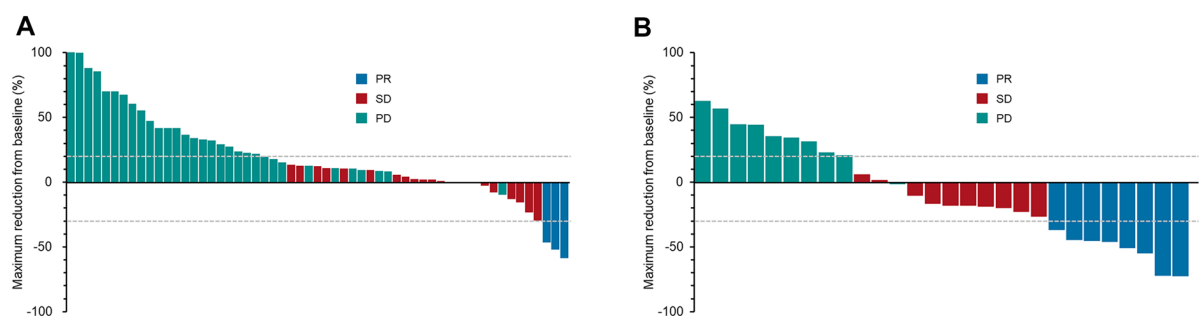 A
Maximum reduction from baseline (%)
100
50
0
-50
-100
PR
SD
PD
B
Maximum reduction from baseline (%)
100
50
0
-50
-100
PR
SD
PD